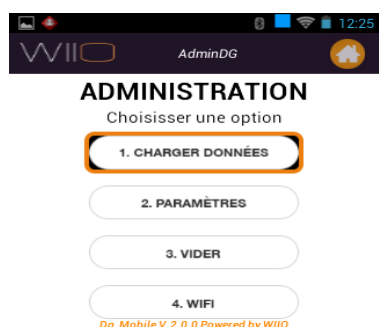 12:25
WIIO
AdminDG
ADMINISTRATION
Choisisser une option
1. CHARGER DONNÉES
2. PARAMÈTRES
3. VIDER
4. WIFI
Dg_Mobile V_2.0.0 Powered by WIIO